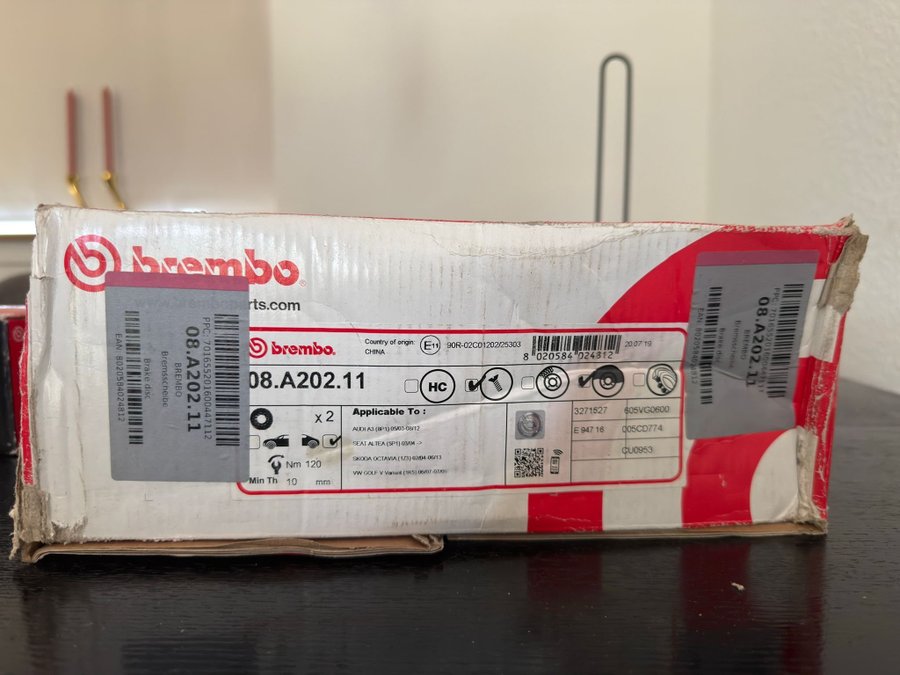 brembo
www.bremboparts.com
brembo.
Country of origin:
CHINA
E11
90R-02C01202/25303
8 020584 024812
20.07.19
08.A202.11
HC
x 2
Nm 120
Min Th 10 mm
Applicable To :
AUDI A3 (8P1) 05/03-08/12
SEAT ALTEA (5P1) 03/04 ->
SKODA OCTAVIA (1Z3) 02/04-06/13
VW GOLF V Variant (1K5) 06/07-07/09
3271527 605VG0600
E 947 16 005CD774
CU0953
PPC: 7016552016004447112
08.A202.11
BREMBO
Bremsscheibe
Brake disc
EAN: 8020584024812
08.A202.11
BREMBO
Bremsscheibe
Brake disc
EAN: 8020584024812